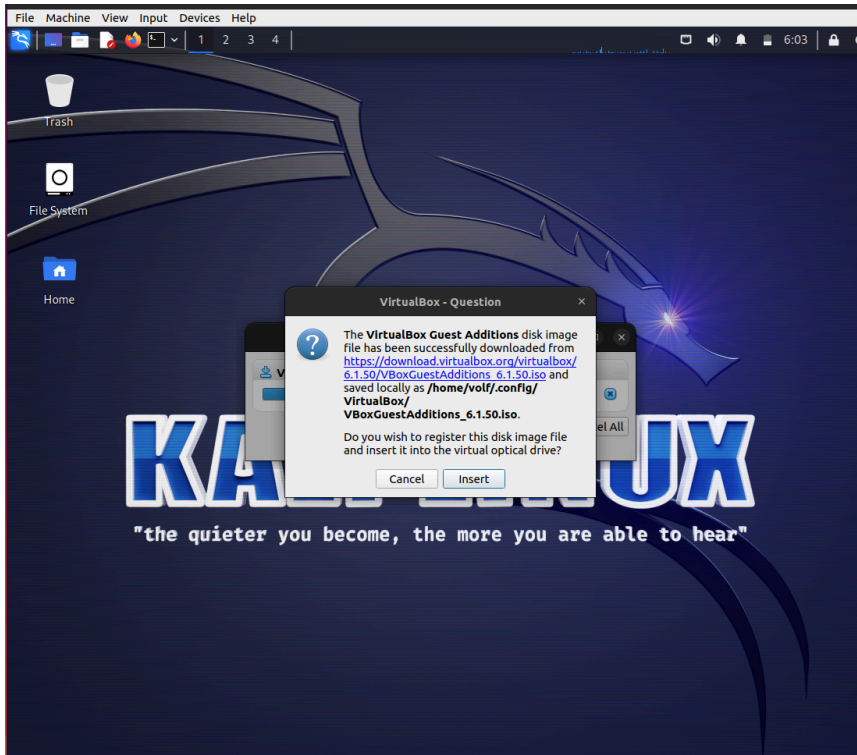 File Machine View Input Devices Help
1 2 3 4 6:03
Trash
File System
Home
VirtualBox - Question
The VirtualBox Guest Additions disk image
file has been successfully downloaded from
https://download.virtualbox.org/virtualbox/
6.1.50/VBoxGuestAdditions_6.1.50.iso and
saved locally as /home/volf/.config/
VirtualBox/
VBoxGuestAdditions_6.1.50.iso.
Do you wish to register this disk image file
and insert it into the virtual optical drive?
Cancel Insert
el All
"the quieter you become, the more you are able to hear"